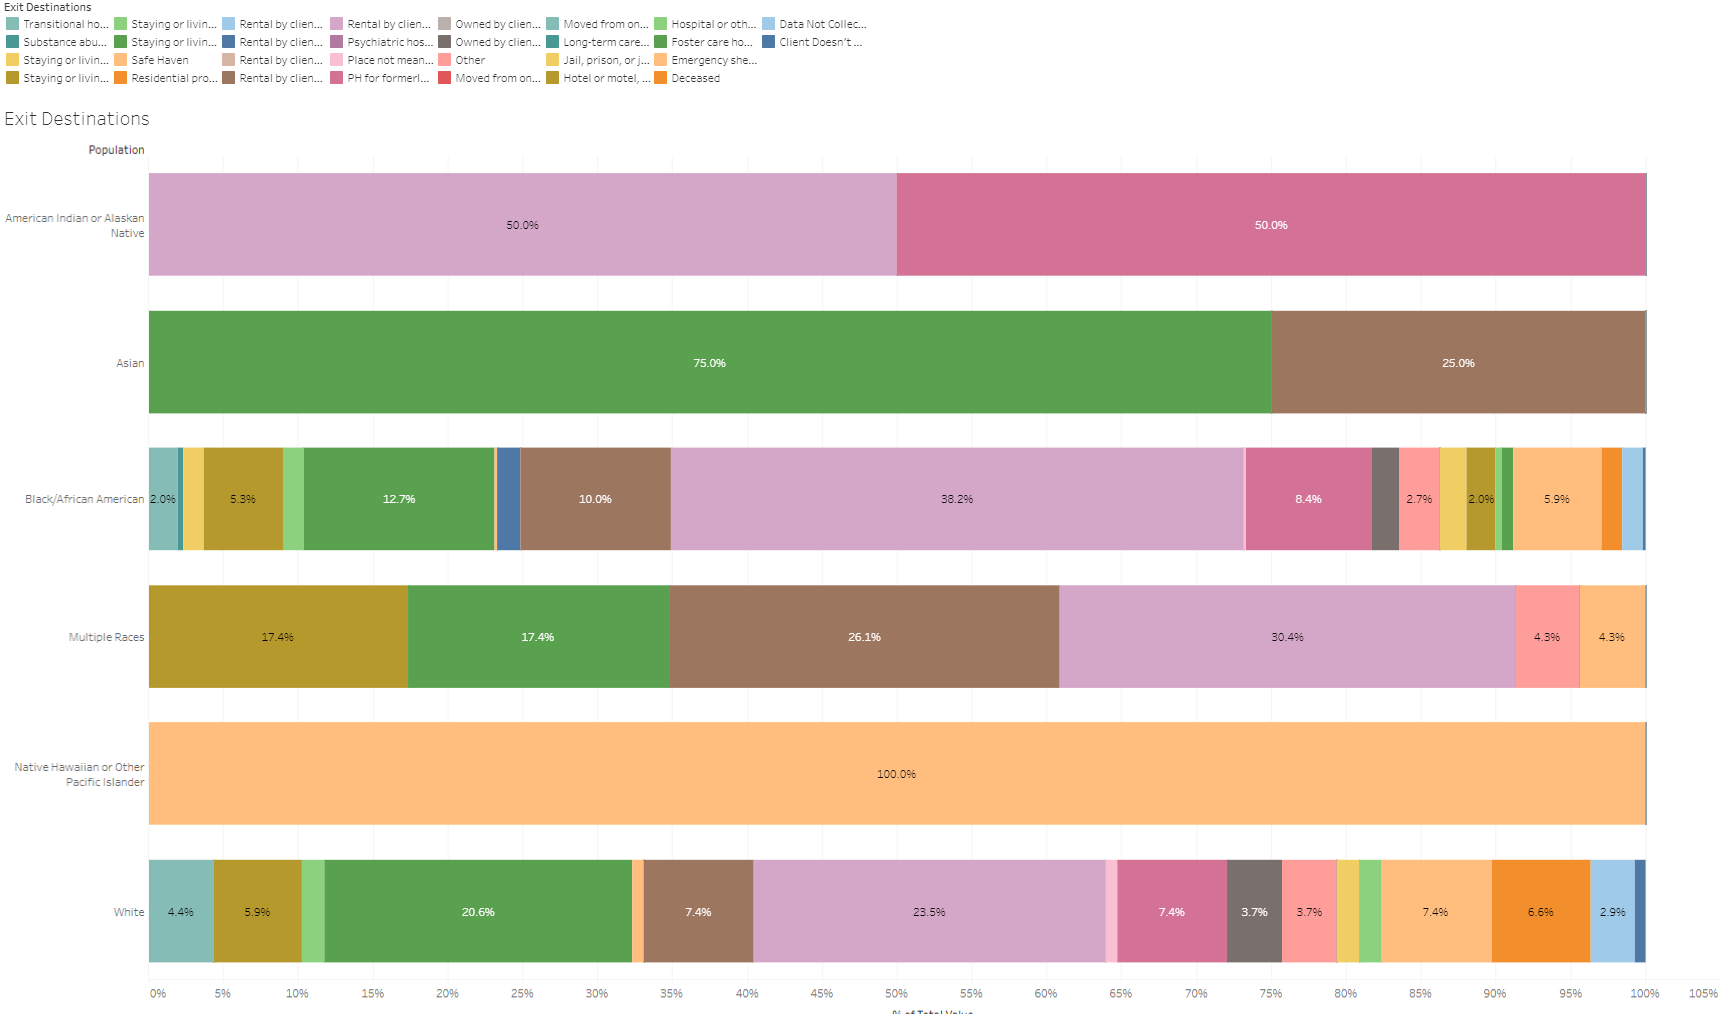 Exit Destinations
Transitional ho... Staying or livin... Rental by clien... Rental by clien... Owned by clien... Moved from on... Hospital or oth... Data Not Collec...
Substance abu... Staying or livin... Rental by clien... Psychiatric hos... Owned by clien... Long-term care... Foster care ho... Client Doesn't ...
Staying or livin... Safe Haven Rental by clien... Place not mean... Other Jail, prison, or j... Emergency she...
Staying or livin... Residential pro... Rental by clien... PH for formerl... Moved from on... Hotel or motel, ... Deceased
Exit Destinations
Population
American Indian or Alaskan
Native
50.0% 50.0%
Asian 75.0% 25.0%
Black/African American 2.0% 5.3% 12.7% 10.0% 38.2% 8.4% 2.7% 2.0% 5.9%
Multiple Races 17.4% 17.4% 26.1% 30.4% 4.3% 4.3%
Native Hawaiian or Other
Pacific Islander
100.0%
White 4.4% 5.9% 20.6% 7.4% 23.5% 7.4% 3.7% 3.7% 7.4% 6.6% 2.9%
0% 5% 10% 15% 20% 25% 30% 35% 40% 45% 50% 55% 60% 65% 70% 75% 80% 85% 90% 95% 100% 105%
% of Total Value